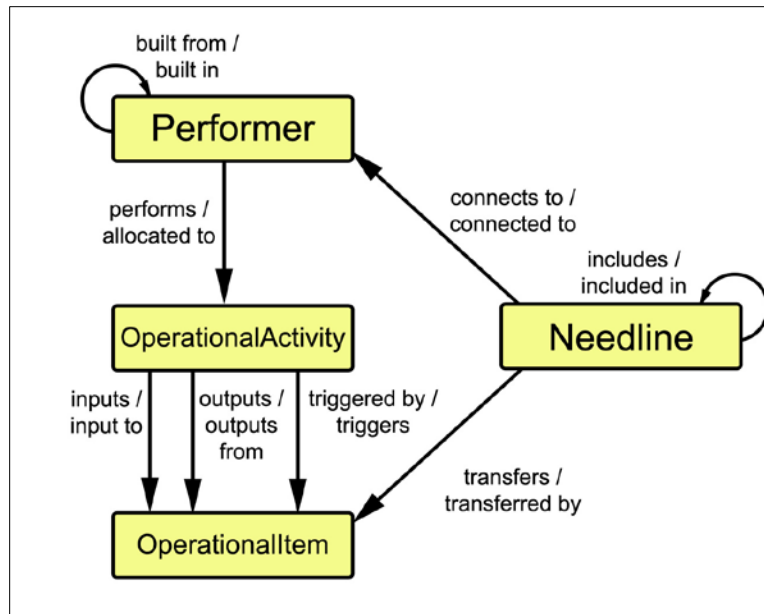 built from /
built in
Performer
performs /
allocated to
connects to /
connected to
includes /
included in
OperationalActivity
Needline
inputs /
input to
outputs /
outputs
from
triggered by /
triggers
transfers /
transferred by
OperationalItem